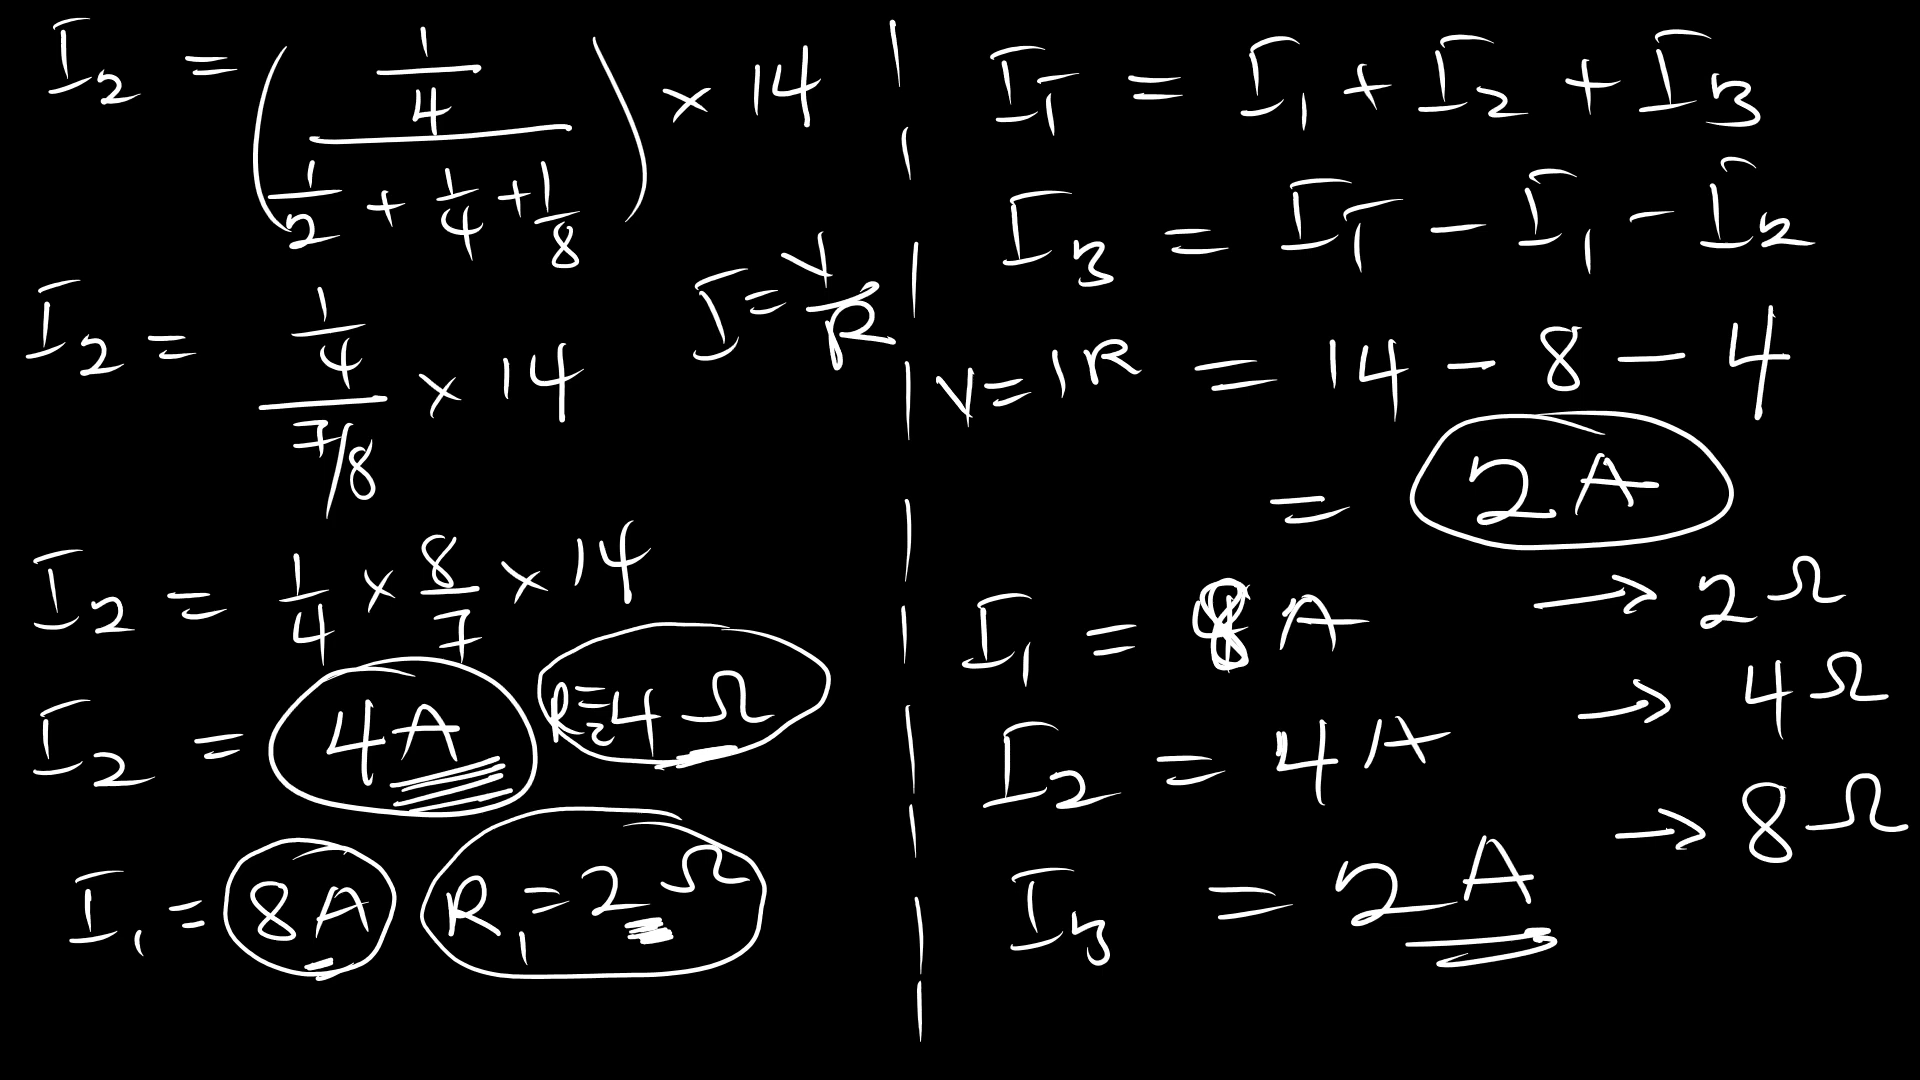 I₂ = ((1/4)/(1/2 + 1/4 + 1/8)) × 14
I₂ = (1/4)/(7/8) × 14
I = V/R
I₂ = 1/4 × 8/7 × 14
I₂ = 4A
R₂ = 4 Ω
I₁ = 8A
R₁ = 2 Ω
I_T = I₁ + I₂ + I₃
I₃ = I_T - I₁ - I₂
V = IR
= 14 - 8 - 4
= 2A
I₁ = 8A → 2Ω
I₂ = 4A → 4Ω
I₃ = 2A → 8Ω